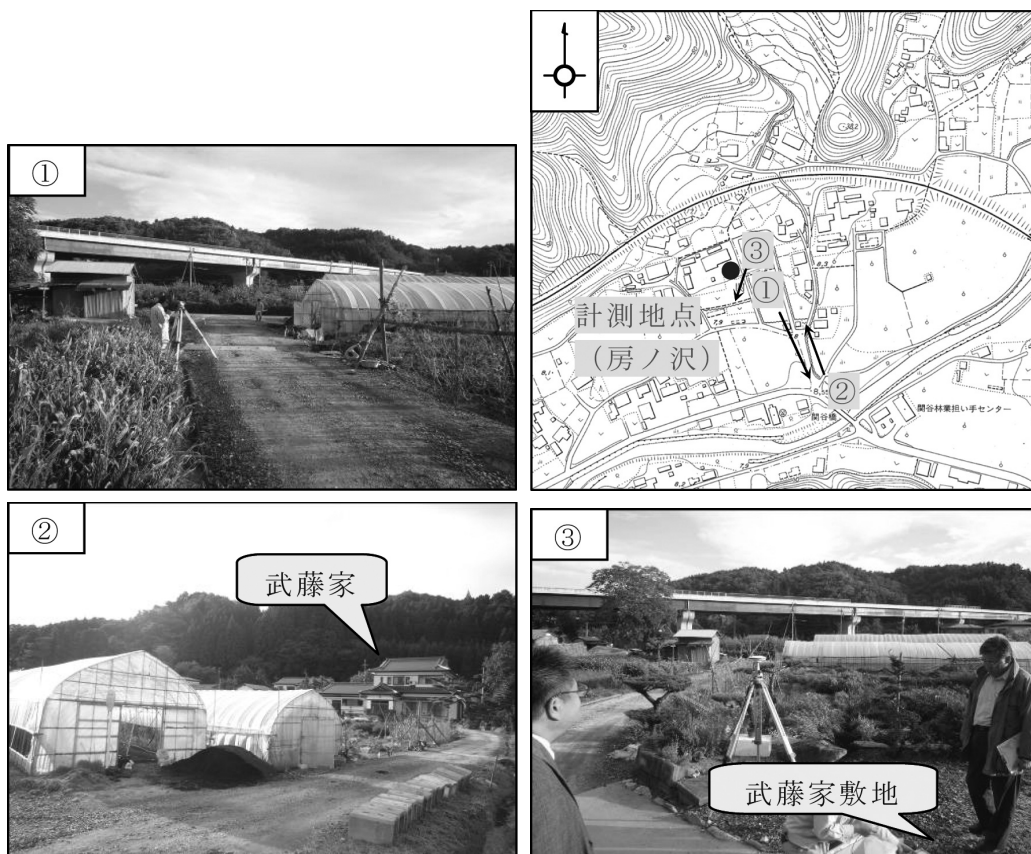 ①
③
①
計測地点
（房ノ沢）
②
関谷橋
関谷林業担い手センター
②
武藤家
③
武藤家敷地